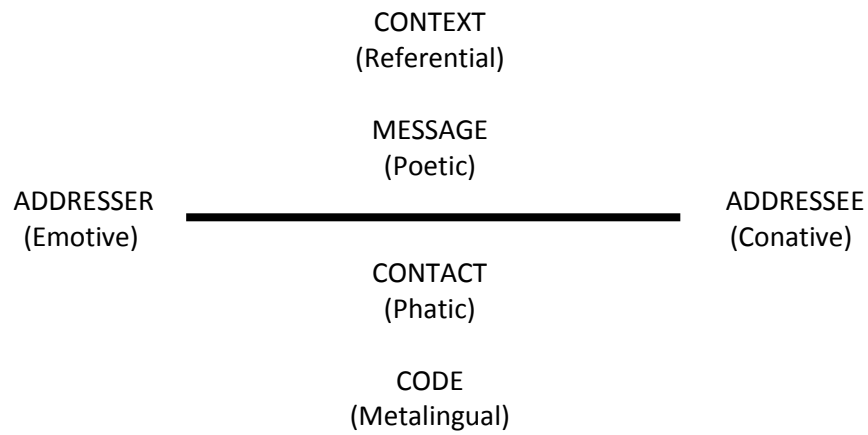 CONTEXT
(Referential)
MESSAGE
(Poetic)
ADDRESSER
(Emotive)
ADDRESSEE
(Conative)
CONTACT
(Phatic)
CODE
(Metalingual)